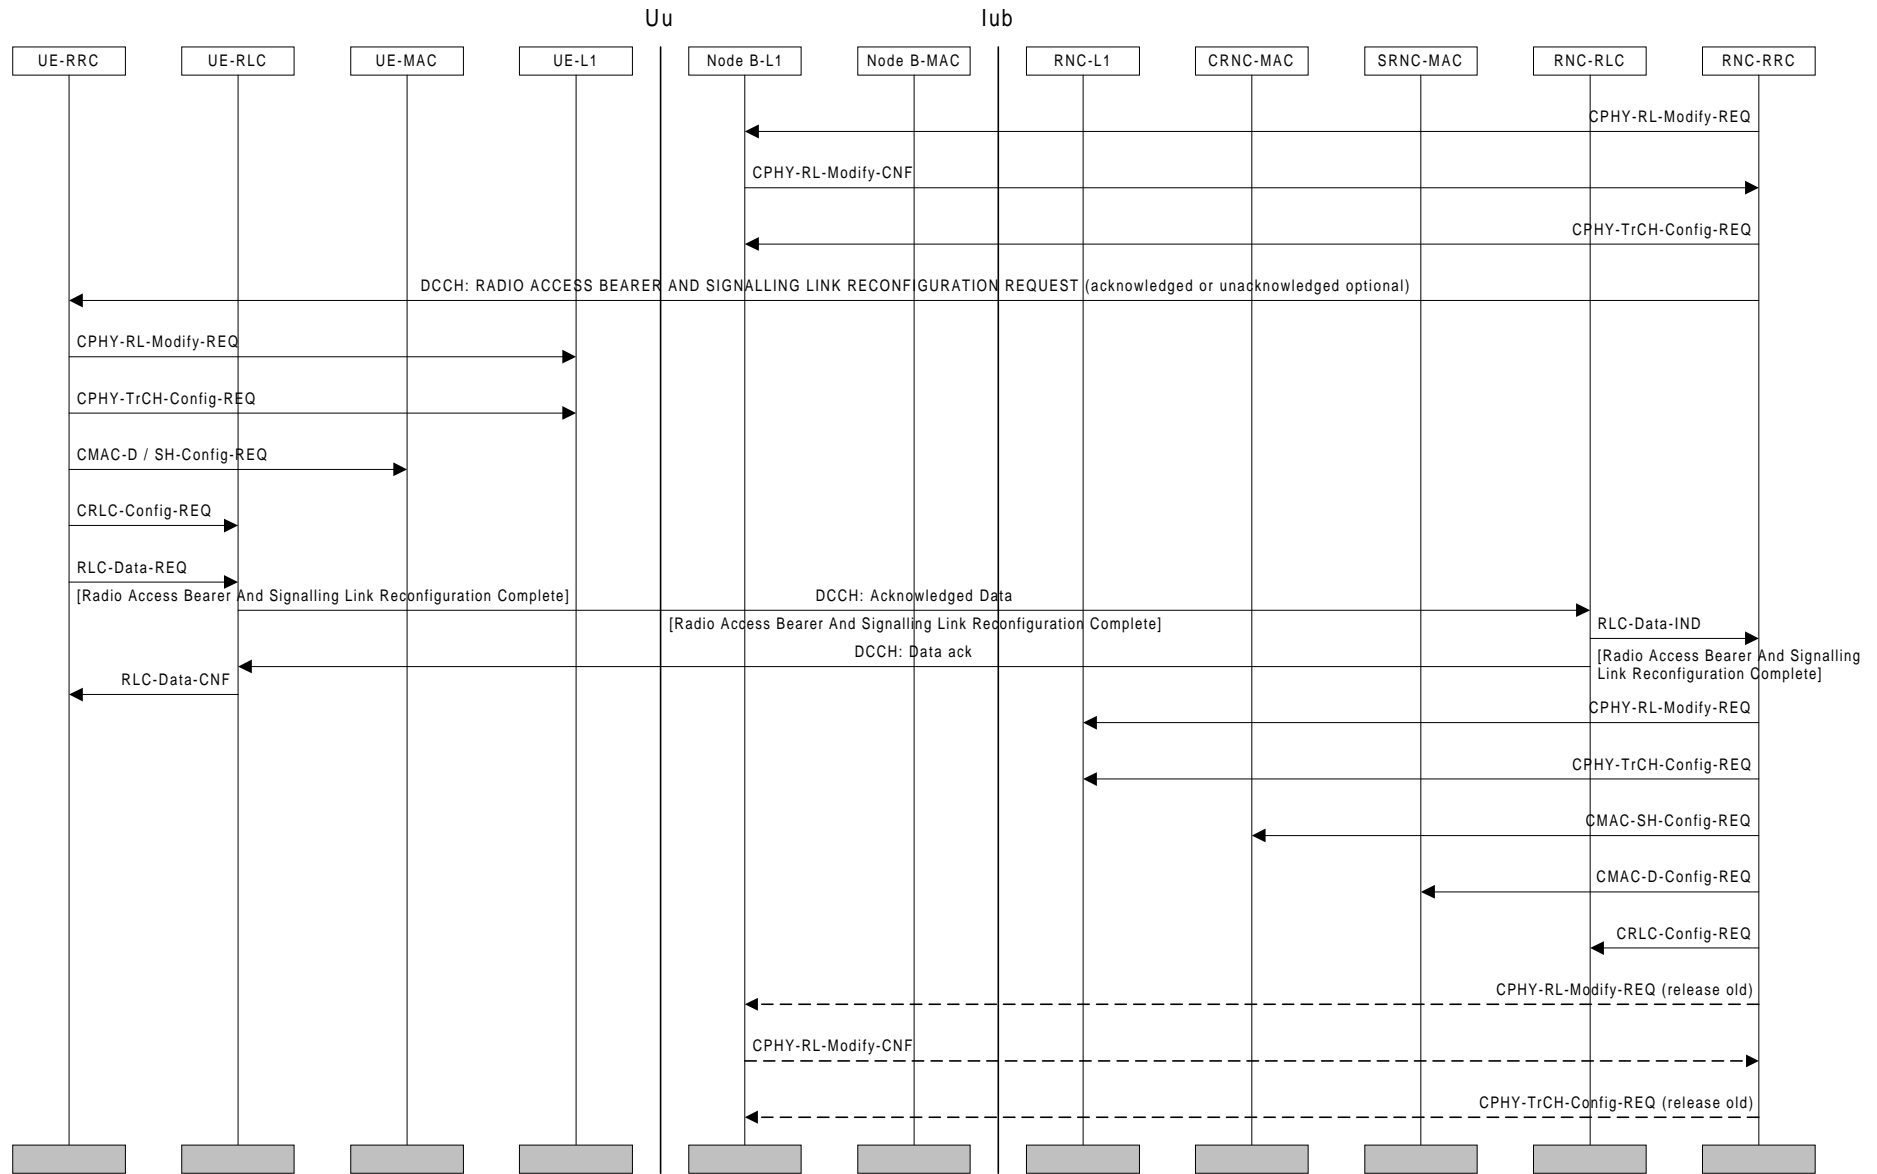 Uu
Iub
UE-RRC
UE-RLC
UE-MAC
UE-L1
Node B-L1
Node B-MAC
RNC-L1
CRNC-MAC
SRNC-MAC
RNC-RLC
RNC-RRC
CPHY-RL-Modify-REQ
CPHY-RL-Modify-CNF
CPHY-TrCH-Config-REQ
DCCH: RADIO ACCESS BEARER AND SIGNALLING LINK RECONFIGURATION REQUEST (acknowledged or unacknowledged optional)
CPHY-RL-Modify-REQ
CPHY-TrCH-Config-REQ
CMAC-D / SH-Config-REQ
CRLC-Config-REQ
RLC-Data-REQ
[Radio Access Bearer And Signalling Link Reconfiguration Complete]
DCCH: Acknowledged Data
[Radio Access Bearer And Signalling Link Reconfiguration Complete]
RLC-Data-IND
DCCH: Data ack
[Radio Access Bearer And Signalling
Link Reconfiguration Complete]
RLC-Data-CNF
CPHY-RL-Modify-REQ
CPHY-TrCH-Config-REQ
CMAC-SH-Config-REQ
CMAC-D-Config-REQ
CRLC-Config-REQ
CPHY-RL-Modify-REQ (release old)
CPHY-RL-Modify-CNF
CPHY-TrCH-Config-REQ (release old)